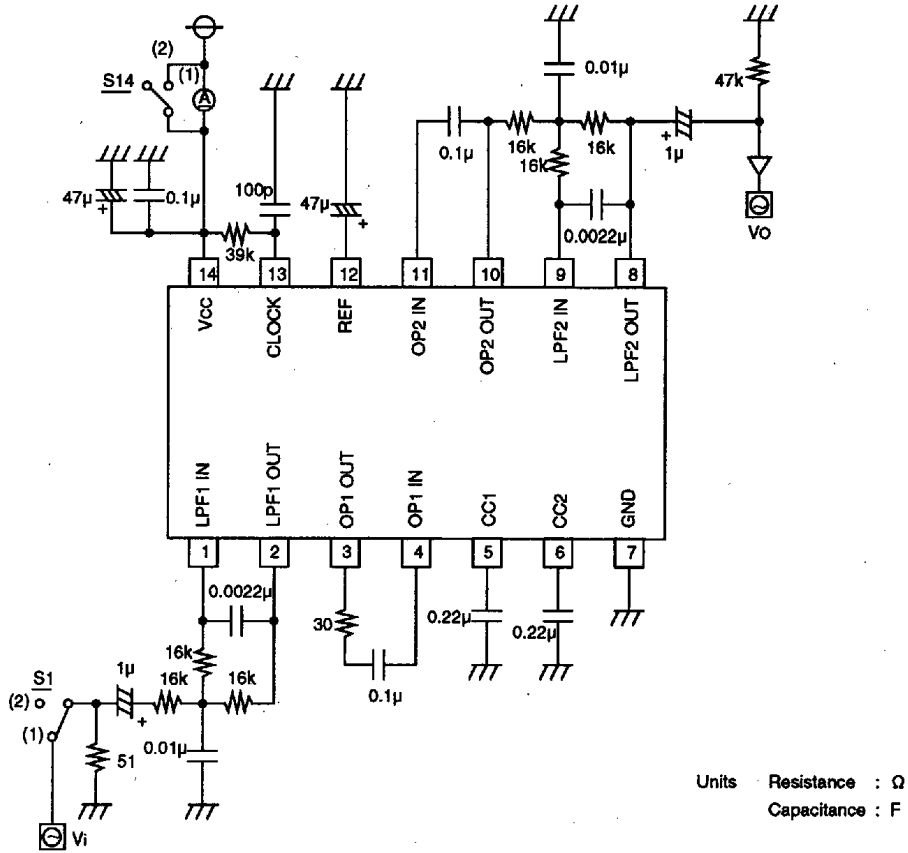 (2)
(1)
S14
A
47µ
+
0.1µ
39k
100p
47µ
+
0.1µ
16k
0.01µ
16k
16k
0.0022µ
+
1µ
47k
VO
14
13
12
11
10
9
8
VCC
CLOCK
REF
OP2 IN
OP2 OUT
LPF2 IN
LPF2 OUT
LPF1 IN
LPF1 OUT
OP1 OUT
OP1 IN
CC1
CC2
GND
1
2
3
4
5
6
7
0.0022µ
16k
30
0.1µ
0.22µ
0.22µ
S1
(2)
(1)
1µ
+
16k
16k
51
0.01µ
Vi
Units Resistance : Ω
Capacitance : F